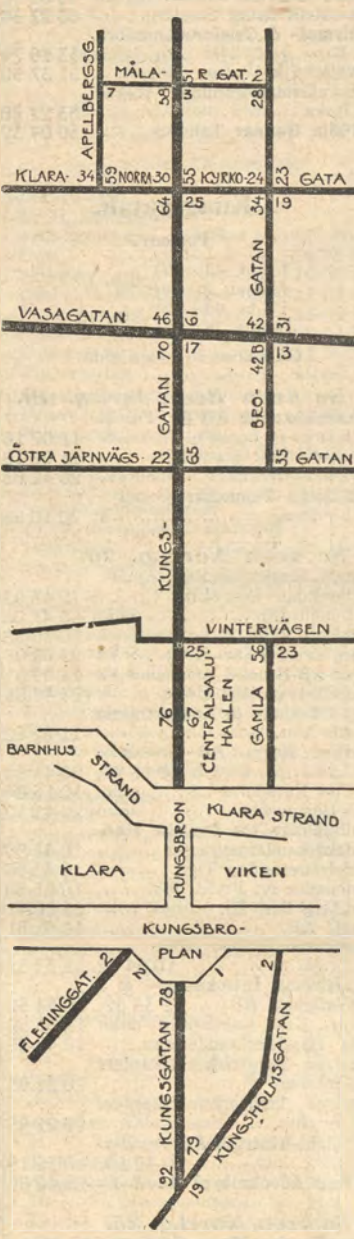 APELBERGSG.
MÅLA- R GAT. 2
51
7 58 3 28
KLARA- 34 59 NORRA 30 55 KYRKO- 24 23 GATA
64 25 34 19
GATAN
VASAGATAN 46 61 42 31
70 17 42B 13
GATAN BRO-
ÖSTRA JÄRNVÄGS- 22 65 35 GATAN
KUNGS-
VINTERVÄGEN
25 56 23
76 67 CENTRALSALU
HALLEN
GAMLA
BARNHUS
STRAND
KUNGSBRON
KLARA STRAND
KLARA VIKEN
KUNGSBRO-
PLAN
FLEMINGGAT. 2
2 1 2
78
KUNGSGATAN
KUNGSHOLMSGATAN
92 79
19